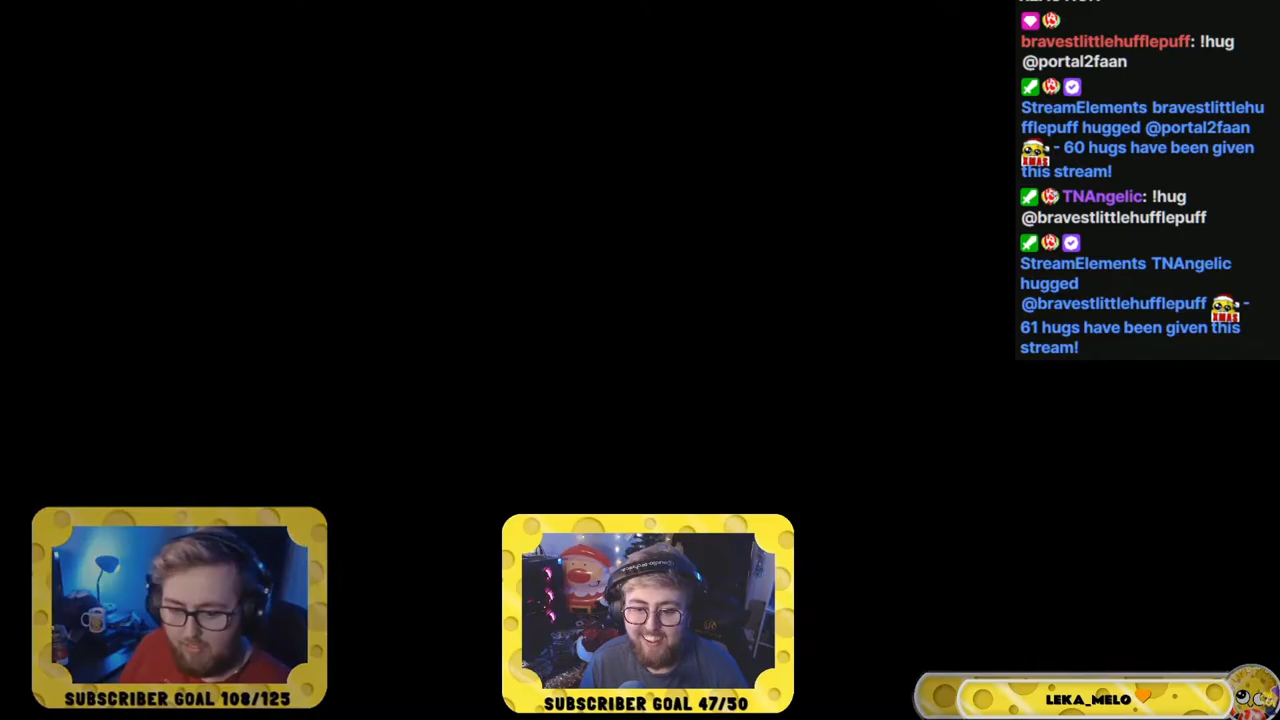 bravestlittlehufflepuff: !hug
@portal2faan
StreamElements bravestlittlehu
fflepuff hugged @portal2faan
XMAS - 60 hugs have been given
this stream!
TNAngelic: !hug
@bravestlittlehufflepuff
StreamElements TNAngelic
hugged
@bravestlittlehufflepuff XMAS -
61 hugs have been given this
stream!
SUBSCRIBER GOAL 108/125
SUBSCRIBER GOAL 47/50
LEKA_MELO 🧡